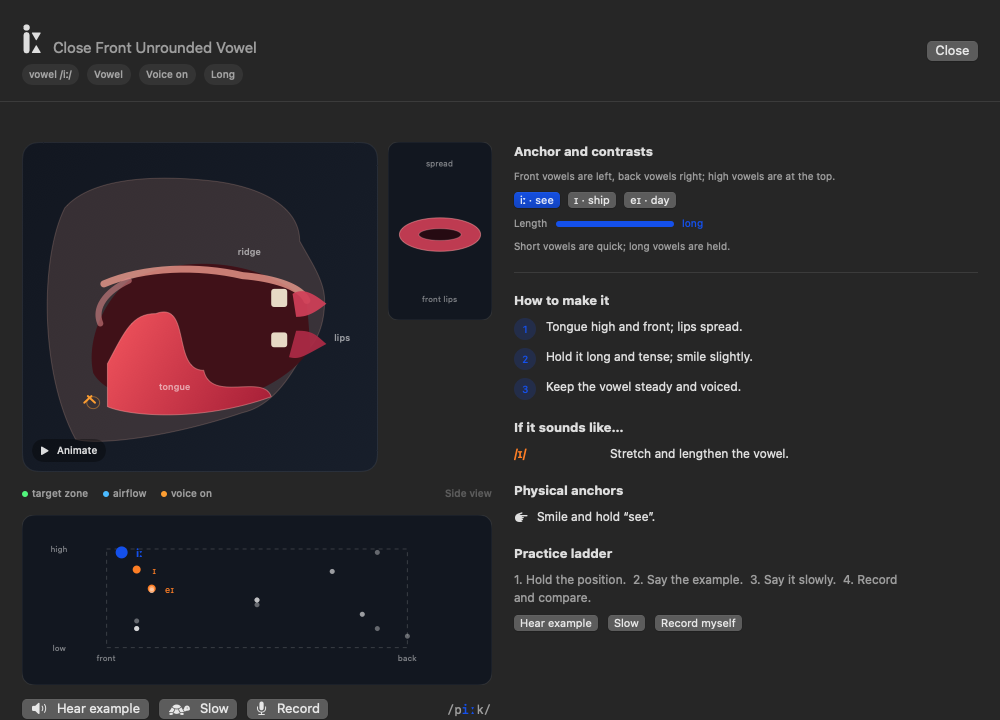 iː Close Front Unrounded Vowel
Close
vowel /iː/ Vowel Voice on Long
ridge
lips
tongue
Animate
spread
front lips
target zone airflow voice on Side view
high
iː
ɪ
eɪ
low
front back
Hear example Slow Record /piːk/
Anchor and contrasts
Front vowels are left, back vowels right; high vowels are at the top.
iː · see ɪ · ship eɪ · day
Length long
Short vowels are quick; long vowels are held.
How to make it
1 Tongue high and front; lips spread.
2 Hold it long and tense; smile slightly.
3 Keep the vowel steady and voiced.
If it sounds like...
/ɪ/ Stretch and lengthen the vowel.
Physical anchors
Smile and hold “see”.
Practice ladder
1. Hold the position. 2. Say the example. 3. Say it slowly. 4. Record
and compare.
Hear example Slow Record myself